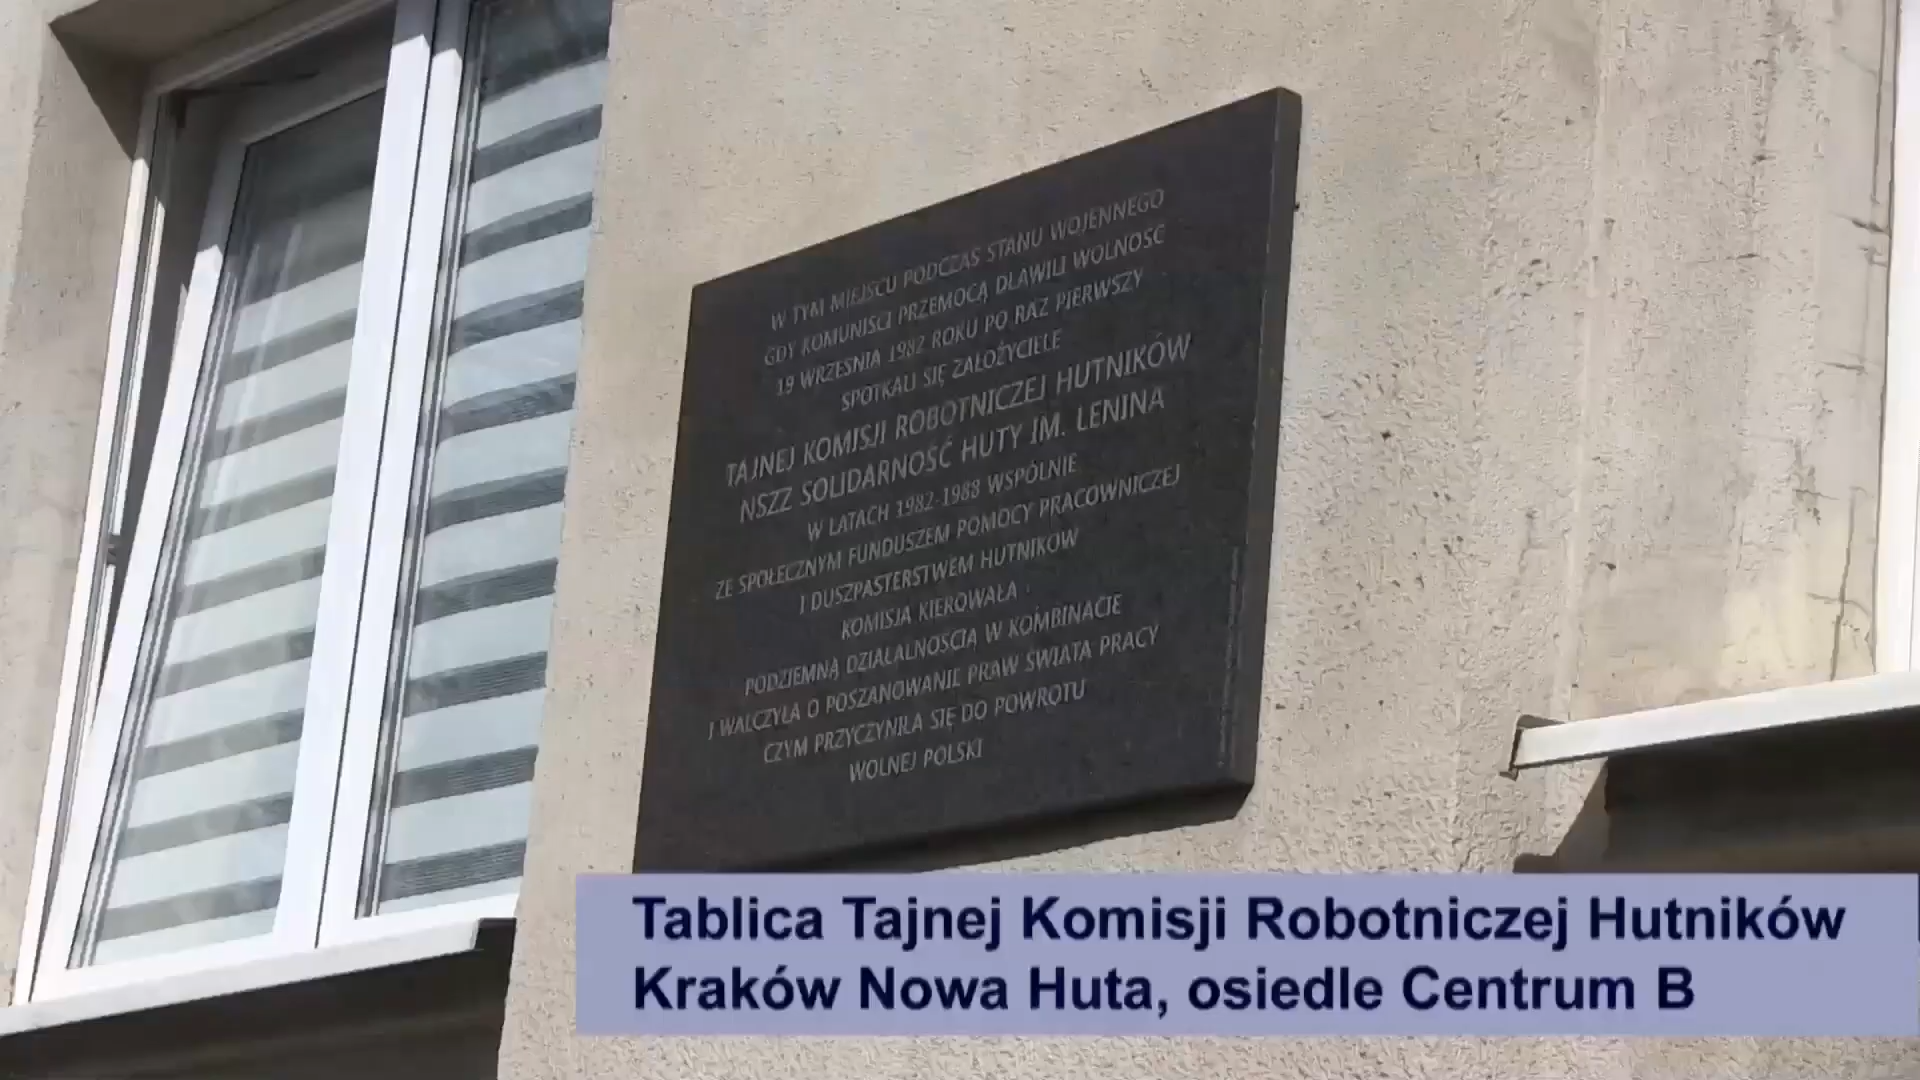 W TYM MIEJSCU PODCZAS STANU WOJENNEGO
GDY KOMUNIŚCI PRZEMOCĄ DŁAWILI WOLNOŚĆ
19 WRZEŚNIA 1982 ROKU PO RAZ PIERWSZY
SPOTKALI SIĘ ZAŁOŻYCIELE
TAJNEJ KOMISJI ROBOTNICZEJ HUTNIKÓW
NSZZ SOLIDARNOŚĆ HUTY IM. LENINA
W LATACH 1982-1988 WSPÓLNIE
ZE SPOŁECZNYM FUNDUSZEM POMOCY PRACOWNICZEJ
I DUSZPASTERSTWEM HUTNIKÓW
KOMISJA KIEROWAŁA
PODZIEMNĄ DZIAŁALNOŚCIĄ W KOMBINACIE
I WALCZYŁA O POSZANOWANIE PRAW ŚWIATA PRACY
CZYM PRZYCZYNIŁA SIĘ DO POWROTU
WOLNEJ POLSKI
Tablica Tajnej Komisji Robotniczej Hutników
Kraków Nowa Huta, osiedle Centrum B